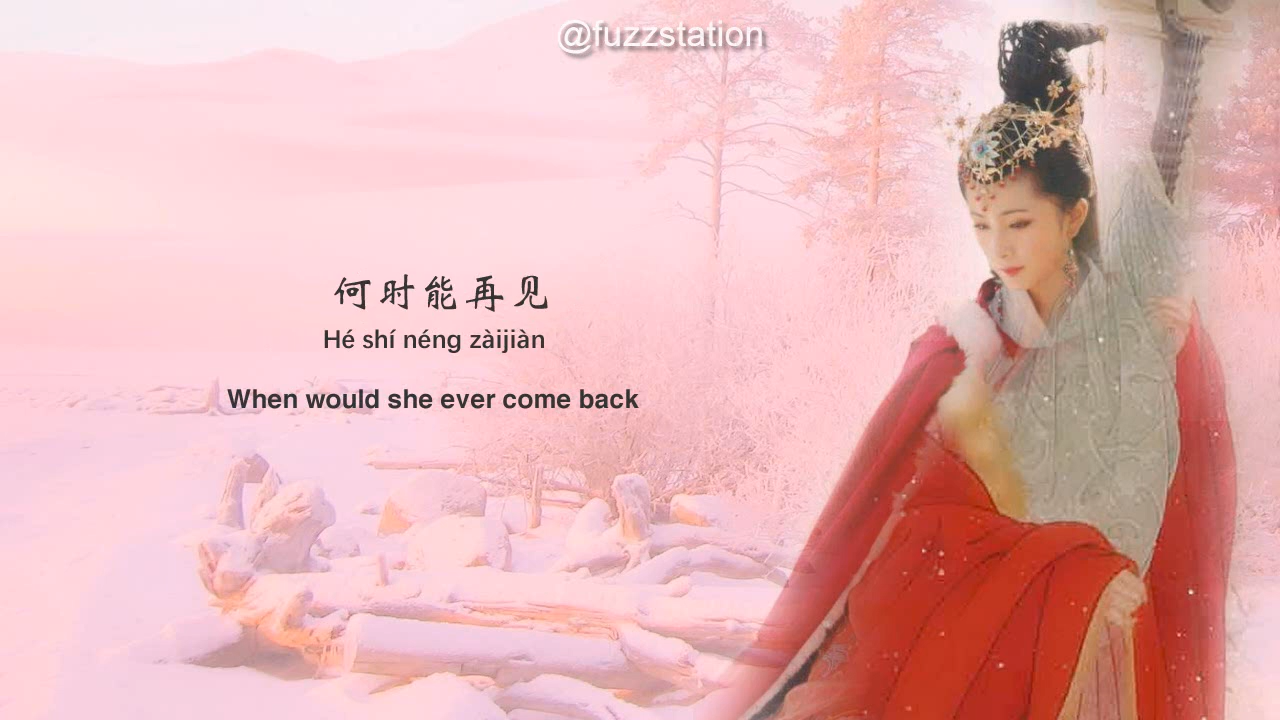 @fuzzstation
何时能再见
Hé shí néng zàijiàn
When would she ever come back